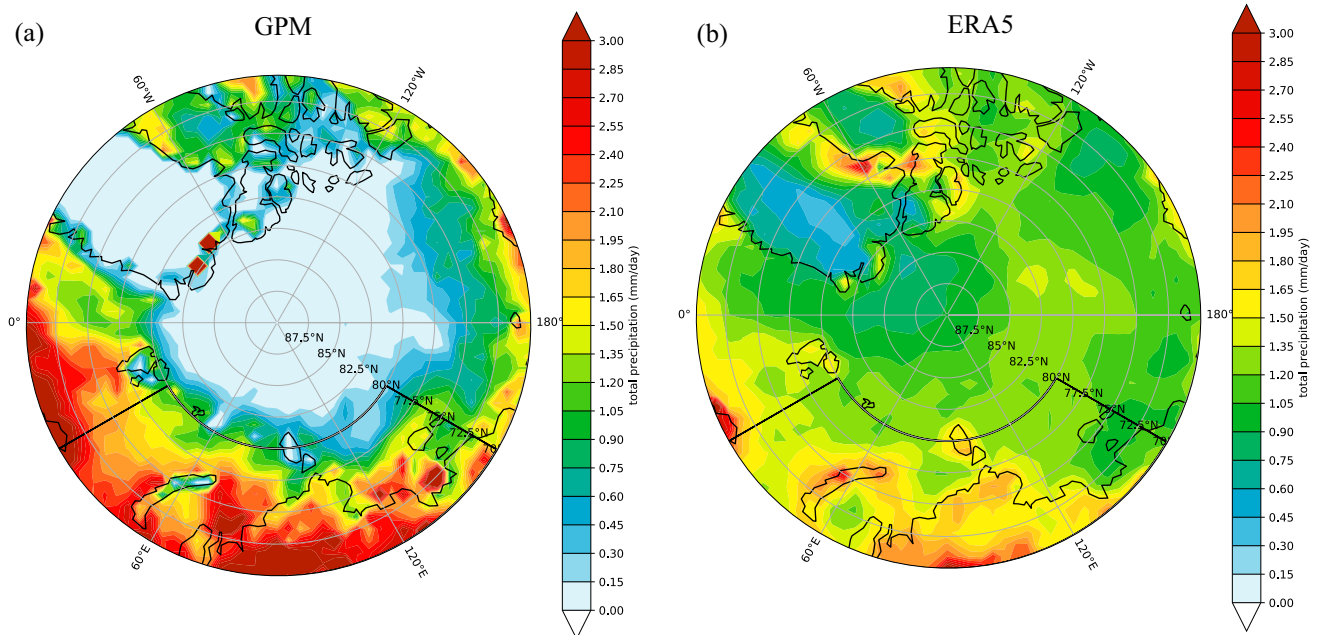 (a)
GPM
60°W
120°W
0°
180°
87.5°N
85°N
82.5°N
80°N
77.5°N
75°N
72.5°N
60°E
120°E
3.00
2.85
2.70
2.55
2.40
2.25
2.10
1.95
1.80
1.65
1.50
1.35
1.20
1.05
0.90
0.75
0.60
0.45
0.30
0.15
0.00
total precipitation (mm/day)
(b)
ERA5
60°W
120°W
0°
180°
87.5°N
85°N
82.5°N
80°N
77.5°N
75°N
72.5°N
60°E
120°E
3.00
2.85
2.70
2.55
2.40
2.25
2.10
1.95
1.80
1.65
1.50
1.35
1.20
1.05
0.90
0.75
0.60
0.45
0.30
0.15
0.00
total precipitation (mm/day)